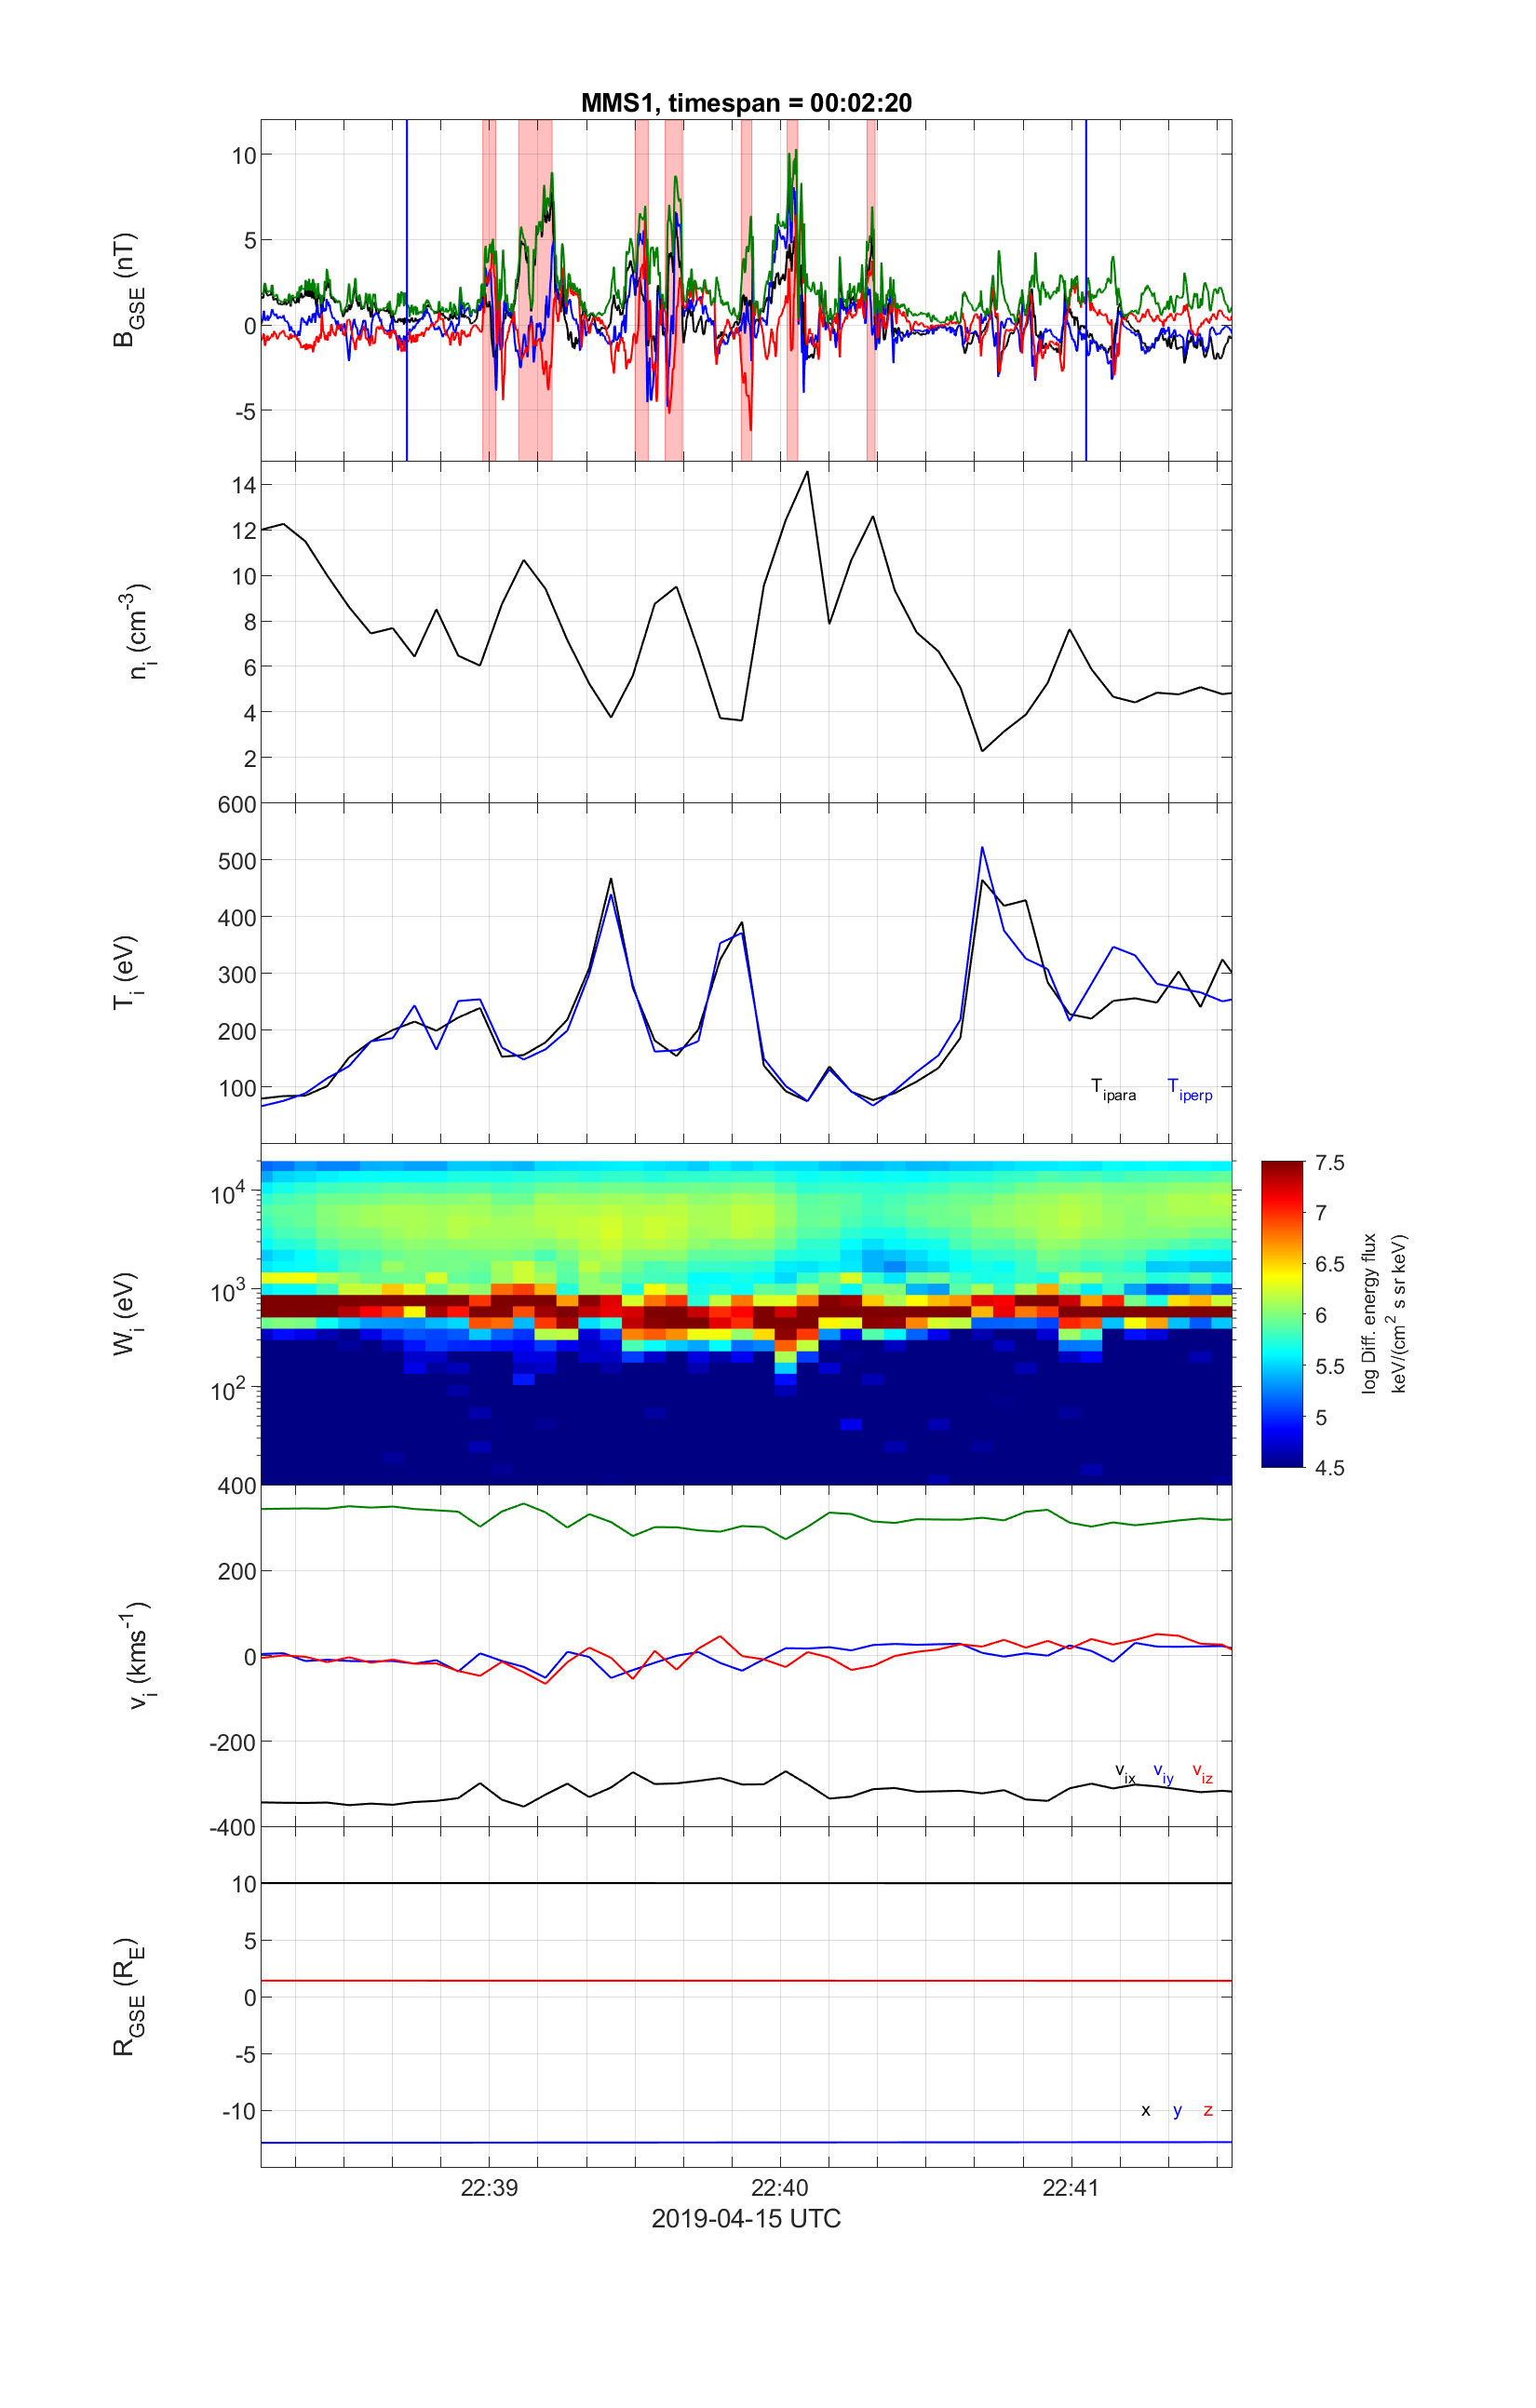 MMS1, timespan = 00:02:20
B_GSE (nT)
10
5
0
-5
n_i (cm^-3)
14
12
10
8
6
4
2
T_i (eV)
600
500
400
300
200
100
T_ipara T_iperp
W_i (eV)
10^4
10^3
10^2
7.5
7
6.5
6
5.5
5
4.5
log Diff. energy flux
keV/(cm^2 s sr keV)
v_i (kms^-1)
400
200
0
-200
-400
v_ix v_iy v_iz
R_GSE (R_E)
10
5
0
-5
-10
x y z
22:39 22:40 22:41
2019-04-15 UTC